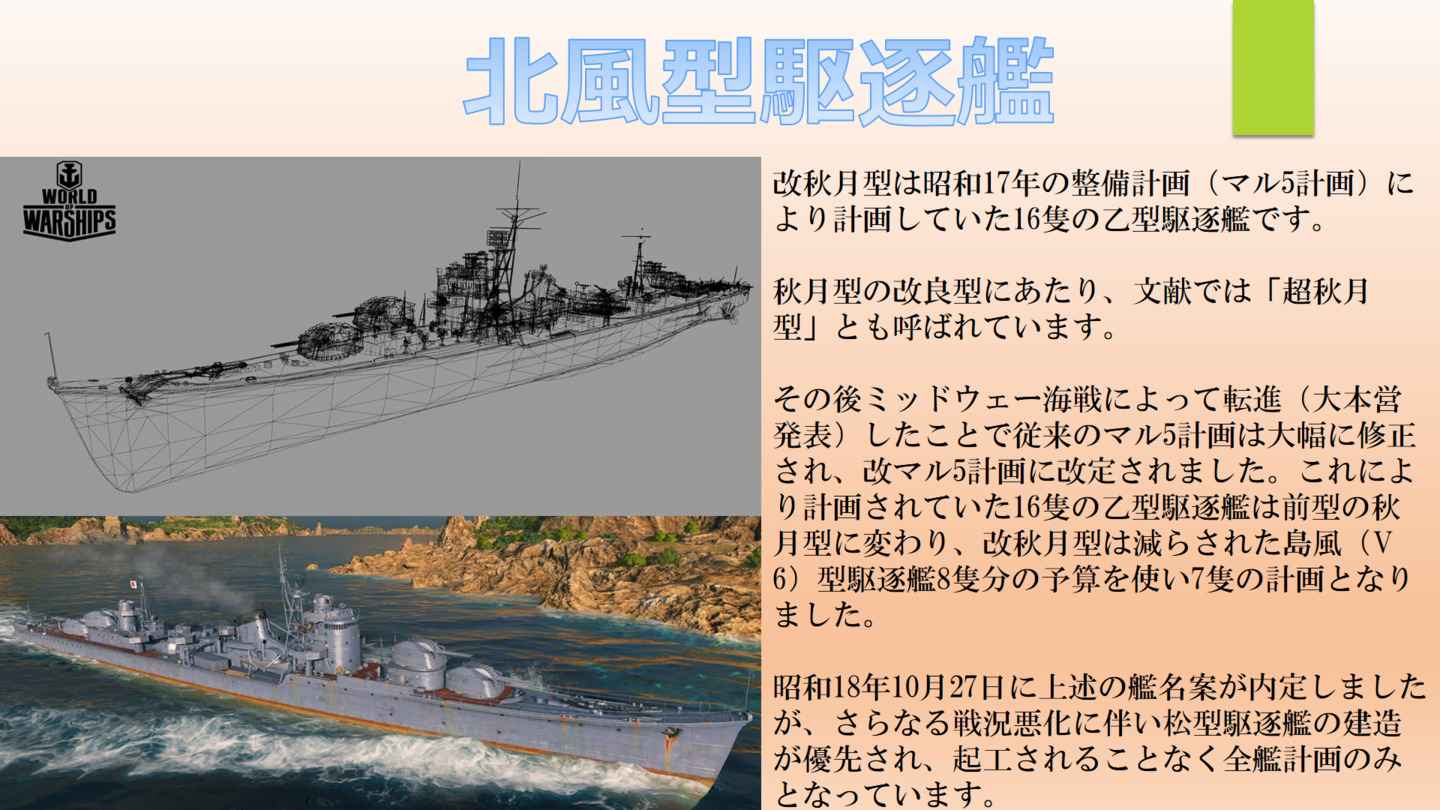 北風型駆逐艦
WORLD
OF
WARSHIPS
改秋月型は昭和17年の整備計画（マル5計画）に
より計画していた16隻の乙型駆逐艦です。
秋月型の改良型にあたり、文献では「超秋月
型」とも呼ばれています。
その後ミッドウェー海戦によって転進（大本営
発表）したことで従来のマル5計画は大幅に修正
され、改マル5計画に改定されました。これによ
り計画されていた16隻の乙型駆逐艦は前型の秋
月型に変わり、改秋月型は減らされた島風（V
6）型駆逐艦8隻分の予算を使い7隻の計画となり
ました。
昭和18年10月27日に上述の艦名案が内定しました
が、さらなる戦況悪化に伴い松型駆逐艦の建造
が優先され、起工されることなく全艦計画のみ
となっています。